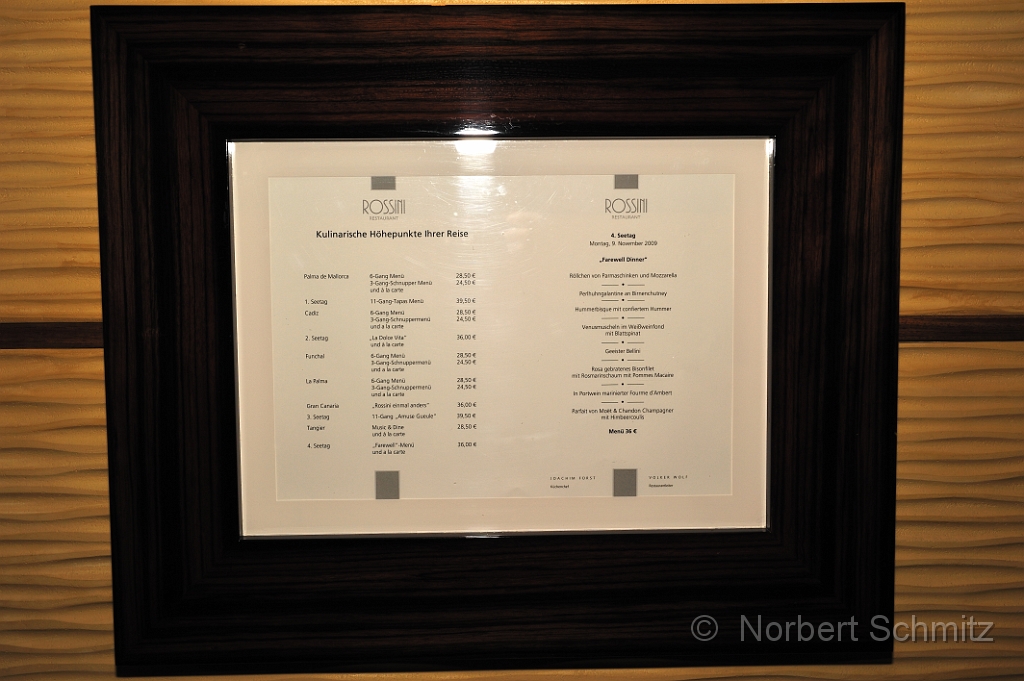 ROSSINI
RESTAURANT
Kulinarische Höhepunkte Ihrer Reise
Palma de Mallorca 6-Gang Menü 28,50 €
3-Gang-Schnupper Menü 24,50 €
und à la carte
1. Seetag 11-Gang-Tapas Menü 39,50 €
Cadiz 6-Gang Menü 28,50 €
3-Gang-Schnuppermenü 24,50 €
und a la carte
2. Seetag „La Dolce Vita“ 36,00 €
und à la carte
Funchal 6-Gang Menü 28,50 €
3-Gang-Schnuppermenü 24,50 €
und à la carte
La Palma 6-Gang Menü 28,50 €
3-Gang-Schnuppermenü 24,50 €
und à la carte
Gran Canaria „Rossini einmal anders“ 36,00 €
3. Seetag 11-Gang „Amuse Gueule“ 39,50 €
Tanger Music & Dine 28,50 €
und à la carte
4. Seetag „Farewell“-Menü 36,00 €
und a la carte
ROSSINI
RESTAURANT
4. Seetag
Montag, 9. November 2009
„Farewell Dinner“
Röllchen von Parmaschinken und Mozzarella
Perlhuhngalantine an Birnenchutney
Hummerbisque mit confiertem Hummer
Venusmuscheln im Weißweinfond
mit Blattspinat
Geeister Bellini
Rosa gebratenes Bisonfilet
mit Rosmarinschaum mit Pommes Macaire
In Portwein marinierter Fourme d'Ambert
Parfait von Moët & Chandon Champagner
mit Himbeercoulis
Menü 36 €
JOACHIM FÜRST VOLKER WOLF
Küchenchef
© Norbert Schmitz